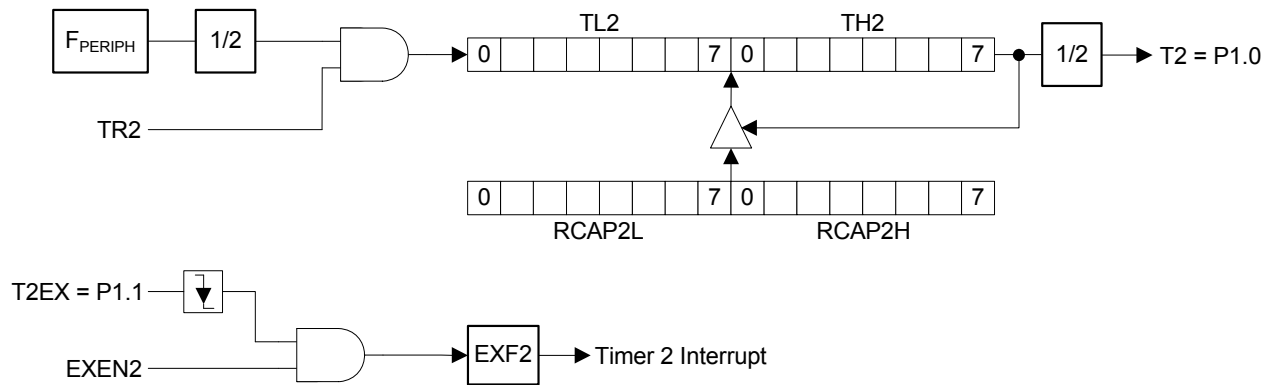 TL2 TH2
F_PERIPH 1/2 0 7 0 7 1/2 T2 = P1.0
TR2
0 7 0 7
RCAP2L RCAP2H
T2EX = P1.1
EXEN2 EXF2 Timer 2 Interrupt